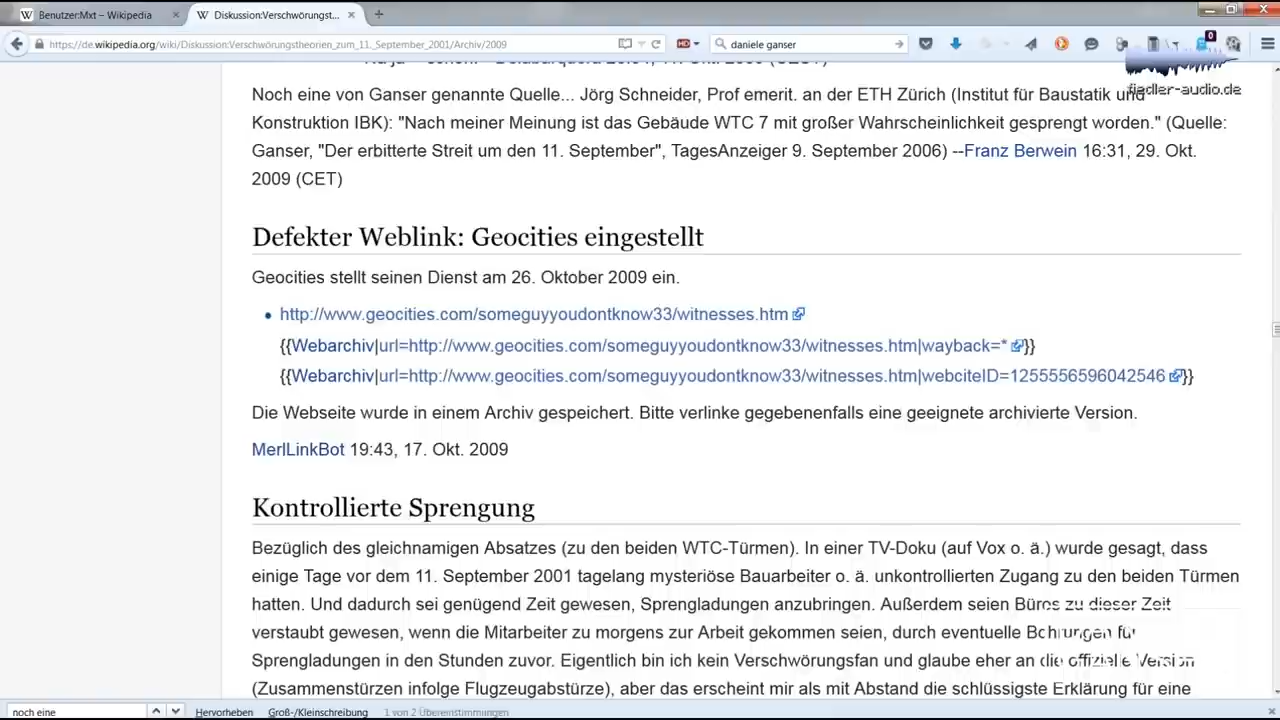 Benutzer:Mxt – Wikipedia
Diskussion:Verschwörungst...
https://de.wikipedia.org/wiki/Diskussion:Verschwörungstheorien_zum_11._September_2001/Archiv/2009
daniele ganser
0
fiedler-audio.de
Noch eine von Ganser genannte Quelle... Jörg Schneider, Prof emerit. an der ETH Zürich (Institut für Baustatik und
Konstruktion IBK): "Nach meiner Meinung ist das Gebäude WTC 7 mit großer Wahrscheinlichkeit gesprengt worden." (Quelle:
Ganser, "Der erbitterte Streit um den 11. September", TagesAnzeiger 9. September 2006) --Franz Berwein 16:31, 29. Okt.
2009 (CET)
Defekter Weblink: Geocities eingestellt
Geocities stellt seinen Dienst am 26. Oktober 2009 ein.
• http://www.geocities.com/someguyyoudontknow33/witnesses.htm
{{Webarchiv|url=http://www.geocities.com/someguyyoudontknow33/witnesses.htm|wayback=*}}
{{Webarchiv|url=http://www.geocities.com/someguyyoudontknow33/witnesses.htm|webciteID=1255556596042546}}
Die Webseite wurde in einem Archiv gespeichert. Bitte verlinke gegebenenfalls eine geeignete archivierte Version.
MerlLinkBot 19:43, 17. Okt. 2009
Kontrollierte Sprengung
Bezüglich des gleichnamigen Absatzes (zu den beiden WTC-Türmen). In einer TV-Doku (auf Vox o. ä.) wurde gesagt, dass
einige Tage vor dem 11. September 2001 tagelang mysteriöse Bauarbeiter o. ä. unkontrollierten Zugang zu den beiden Türmen
hatten. Und dadurch sei genügend Zeit gewesen, Sprengladungen anzubringen. Außerdem seien Büros zu dieser Zeit
verstaubt gewesen, wenn die Mitarbeiter zu morgens zur Arbeit gekommen seien, durch eventuelle Bohrungen für
Sprengladungen in den Stunden zuvor. Eigentlich bin ich kein Verschwörungsfan und glaube eher an die offizielle Version
(Zusammenstürzen infolge Flugzeugabstürze), aber das erscheint mir als mit Abstand die schlüssigste Erklärung für eine
noch eine
Hervorheben
Groß-/Kleinschreibung
1 von 2 Übereinstimmungen